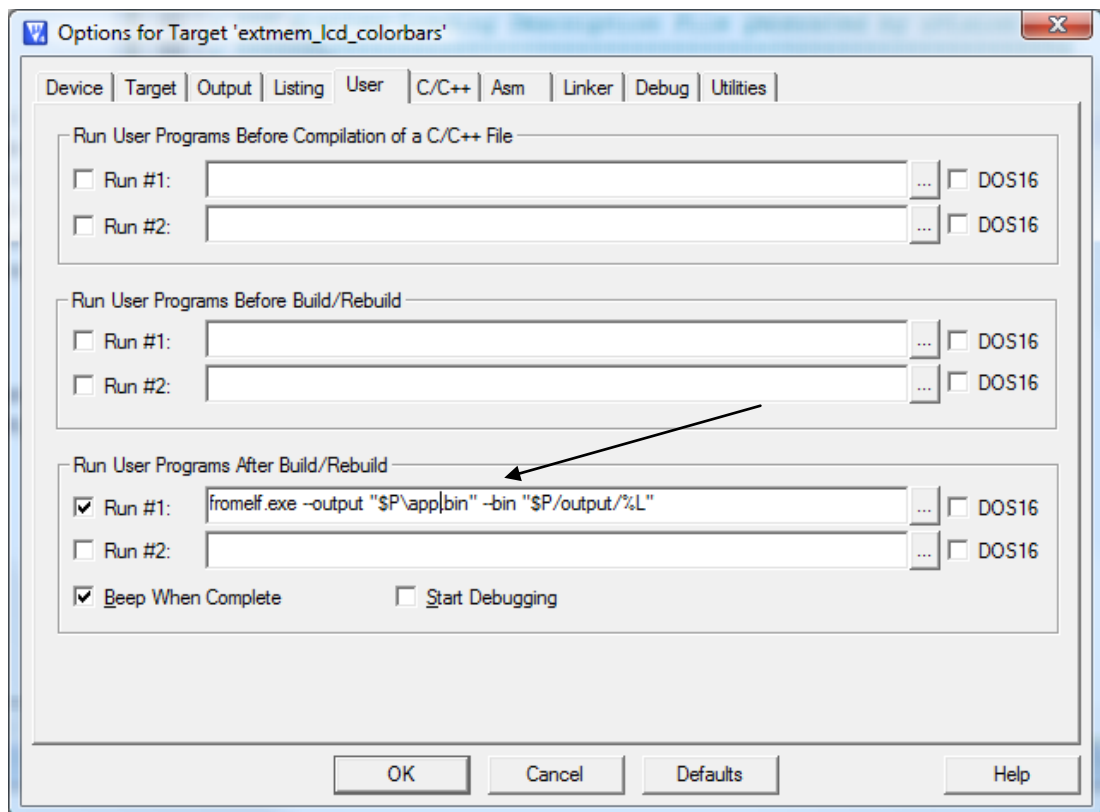 Options for Target 'extmem_lcd_colorbars'
Device Target Output Listing User C/C++ Asm Linker Debug Utilities
Run User Programs Before Compilation of a C/C++ File
Run #1: ... DOS16
Run #2: ... DOS16
Run User Programs Before Build/Rebuild
Run #1: ... DOS16
Run #2: ... DOS16
Run User Programs After Build/Rebuild
Run #1: fromelf.exe --output "$P\app.bin" --bin "$P/output/%L" ... DOS16
Run #2: ... DOS16
Beep When Complete Start Debugging
OK Cancel Defaults Help